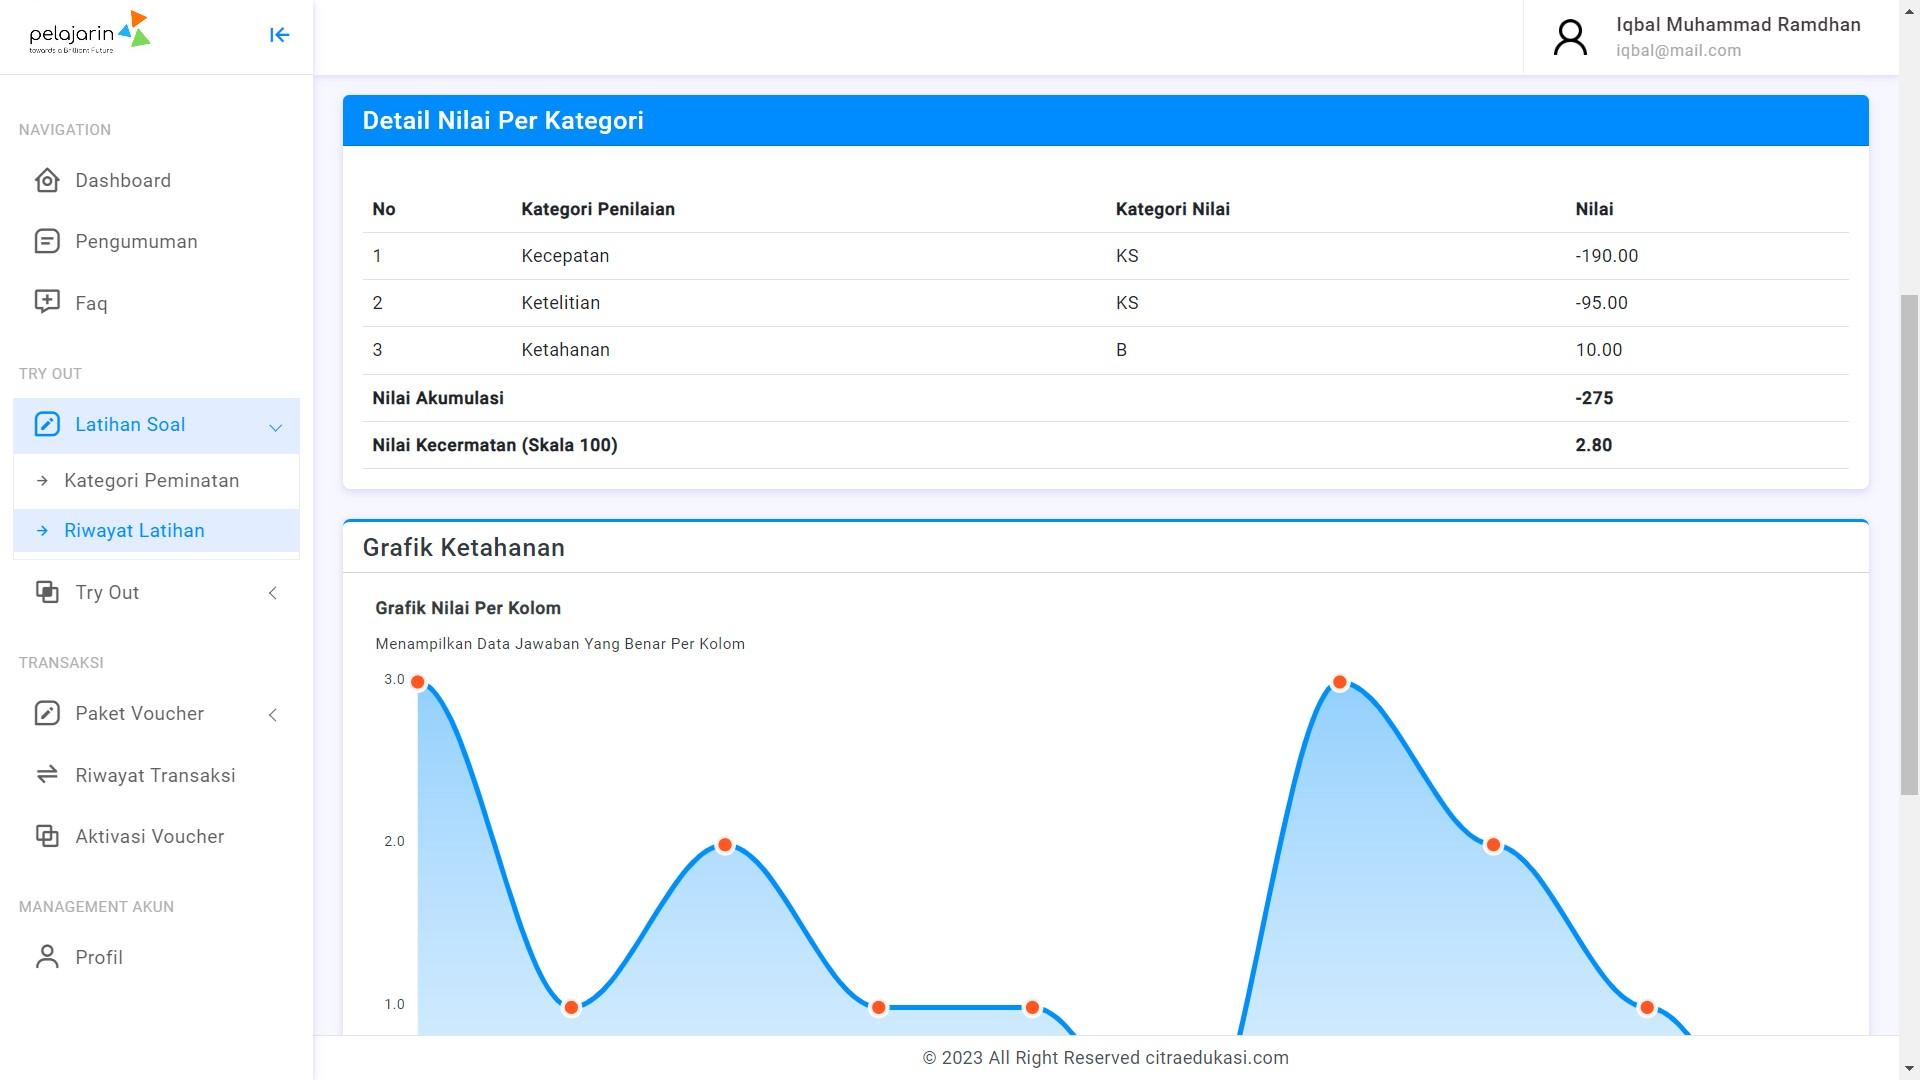 pelajarin
towards a Brilliant Future
Iqbal Muhammad Ramdhan
iqbal@mail.com
NAVIGATION
Dashboard
Pengumuman
Faq
TRY OUT
Latihan Soal
Kategori Peminatan
Riwayat Latihan
Try Out
TRANSAKSI
Paket Voucher
Riwayat Transaksi
Aktivasi Voucher
MANAGEMENT AKUN
Profil
Detail Nilai Per Kategori
No Kategori Penilaian Kategori Nilai Nilai
1 Kecepatan KS -190.00
2 Ketelitian KS -95.00
3 Ketahanan B 10.00
Nilai Akumulasi -275
Nilai Kecermatan (Skala 100) 2.80
Grafik Ketahanan
Grafik Nilai Per Kolom
Menampilkan Data Jawaban Yang Benar Per Kolom
3.0
2.0
1.0
© 2023 All Right Reserved citraedukasi.com